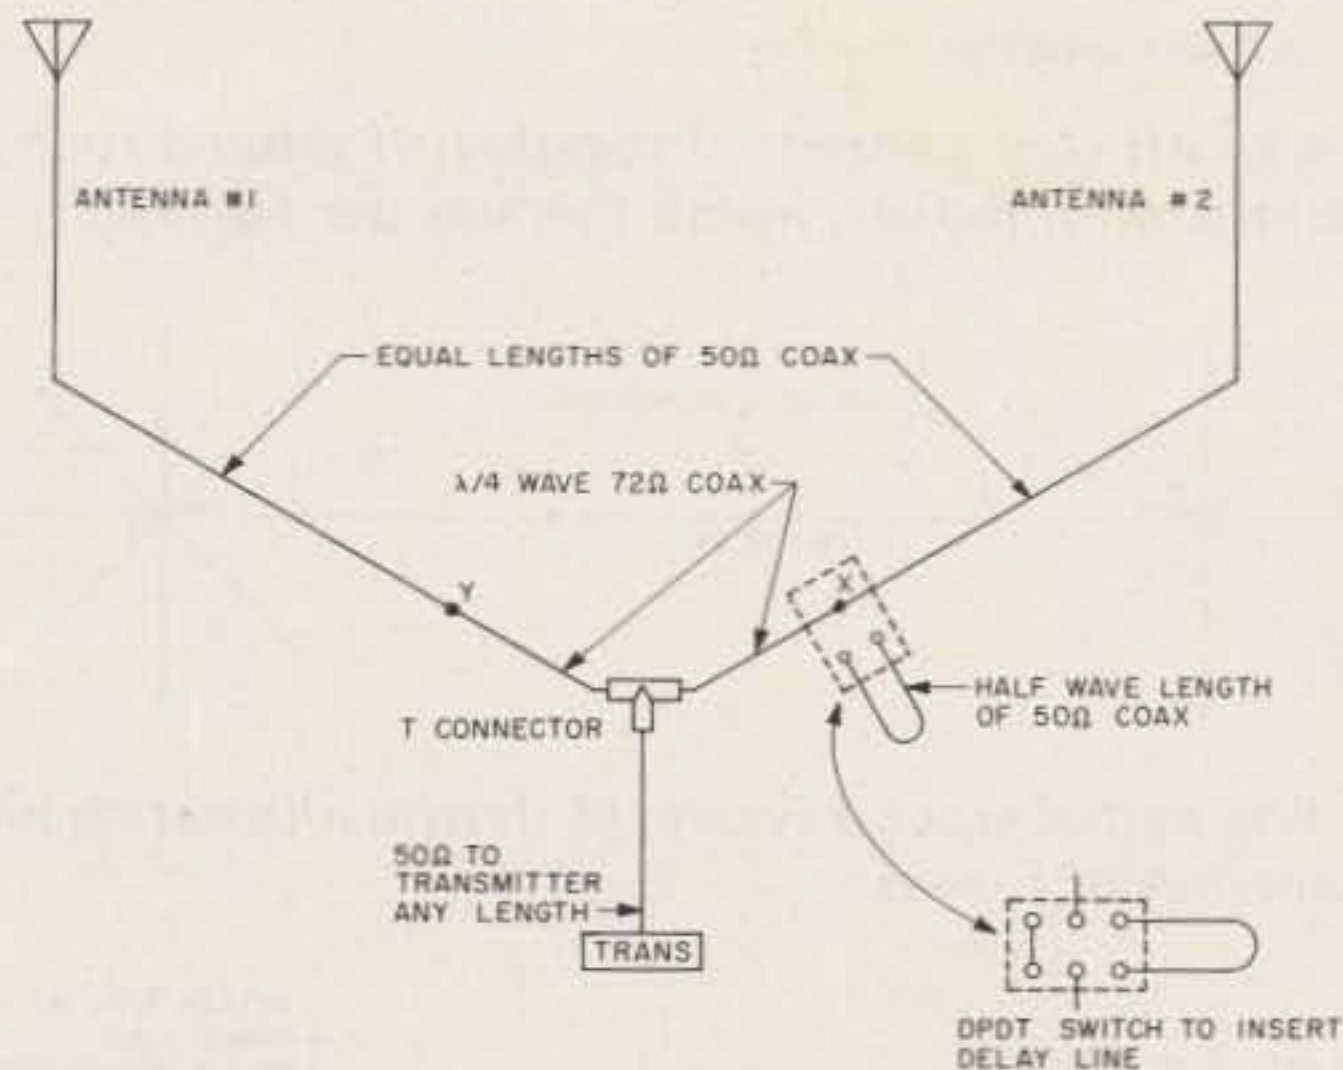 ANTENNA #1
ANTENNA #2
EQUAL LENGTHS OF 50Ω COAX
λ/4 WAVE 72Ω COAX
Y
X
HALF WAVE LENGTH
OF 50Ω COAX
T CONNECTOR
50Ω TO
TRANSMITTER
ANY LENGTH
TRANS
DPDT SWITCH TO INSERT
DELAY LINE